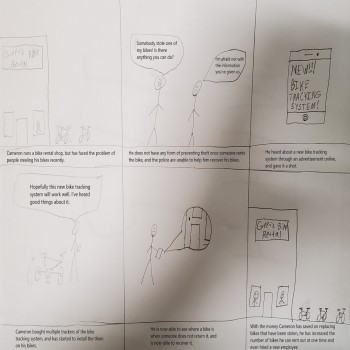 Somebody stole one of
my bikes! Is there
anything you can do?
I'm afraid not with
the information
you've given us.
NEW!!!
BIKE
TRACKING
SYSTEM!
Cameron runs a bike rental shop, but has faced the problem of
people stealing his bikes recently.
He does not have any form of preventing theft once someone rents
the bike, and the police are unable to help him recover his bikes.
He heard about a new bike tracking
system through an advertisement online,
and gave it a shot.
Hopefully this new bike tracking
system will work well. I've heard
good things about it.
Cameron bought multiple trackers of the bike
tracking system, and has started to install the them
on his bikes.
He is now able to see where a bike is
when someone does not return it, and
is now able to recover it.
With the money Cameron has saved on replacing
bikes that have been stolen, he has increased the
number of bikes he can rent out at one time and
even hired a new employee.